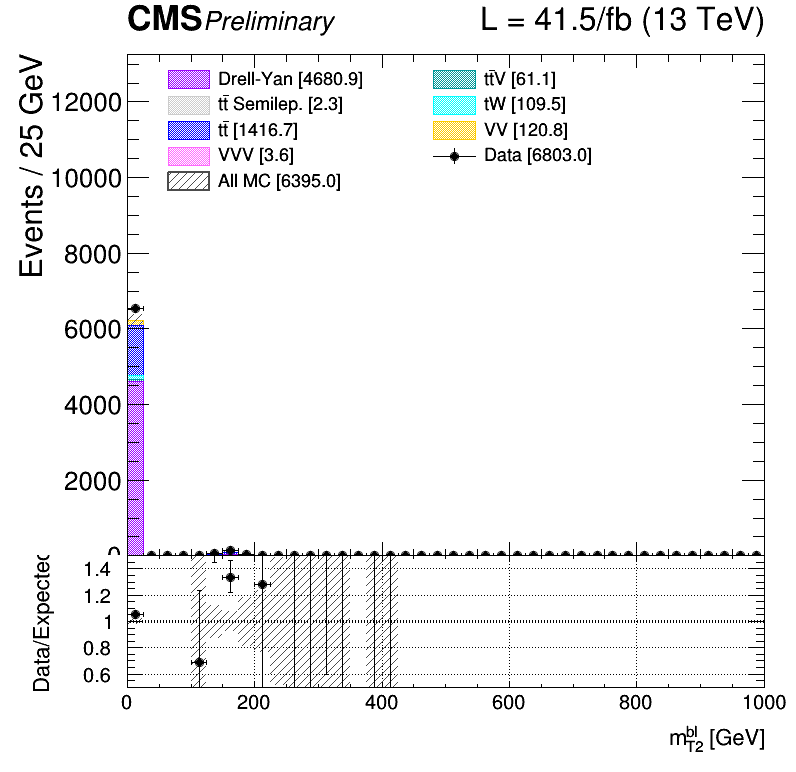 CMS Preliminary L = 41.5/fb (13 TeV)
Events / 25 GeV
Drell-Yan [4680.9]
tt̄ Semilep. [2.3]
tt̄ [1416.7]
VVV [3.6]
All MC [6395.0]
tt̄V [61.1]
tW [109.5]
VV [120.8]
Data [6803.0]
12000
10000
8000
6000
4000
2000
0
Data/Expected
1.4
1.2
1
0.8
0.6
0 200 400 600 800 1000
m_{T2}^{bl} [GeV]